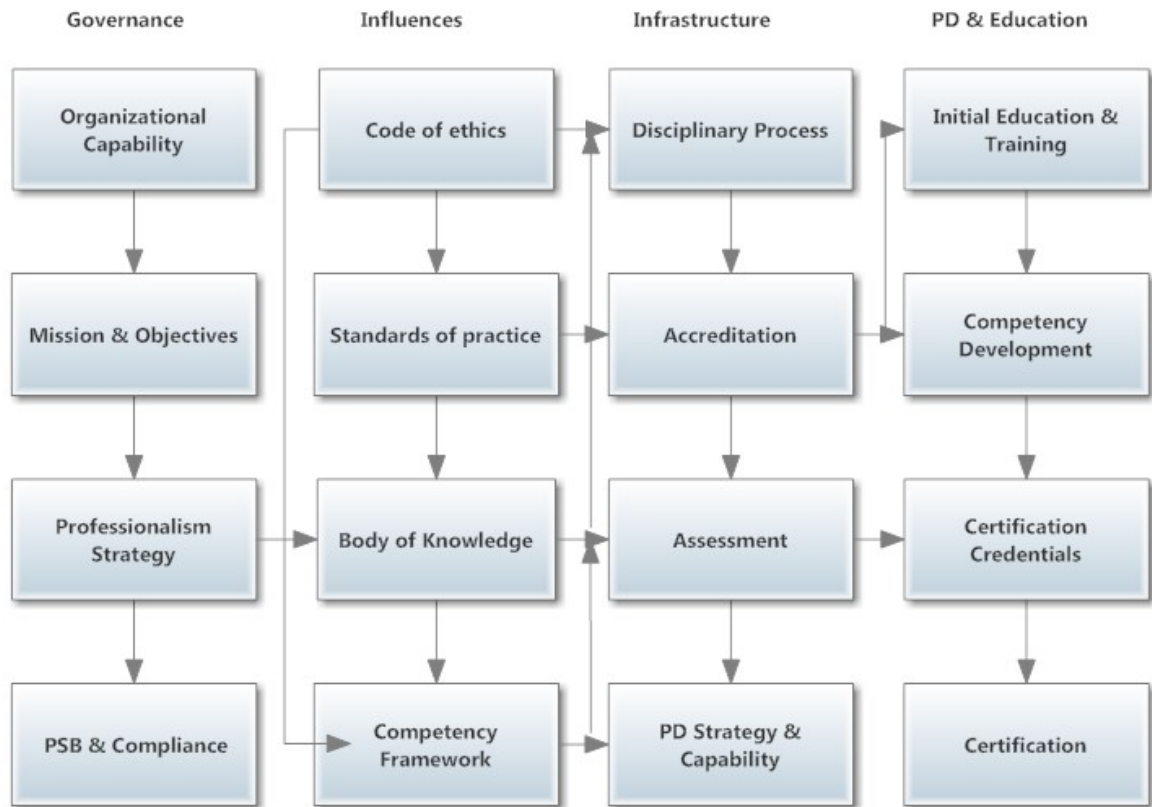 Governance
Influences
Infrastructure
PD & Education
Organizational
Capability
Code of ethics
Disciplinary Process
Initial Education &
Training
Mission & Objectives
Standards of practice
Accreditation
Competency
Development
Professionalism
Strategy
Body of Knowledge
Assessment
Certification
Credentials
PSB & Compliance
Competency
Framework
PD Strategy &
Capability
Certification